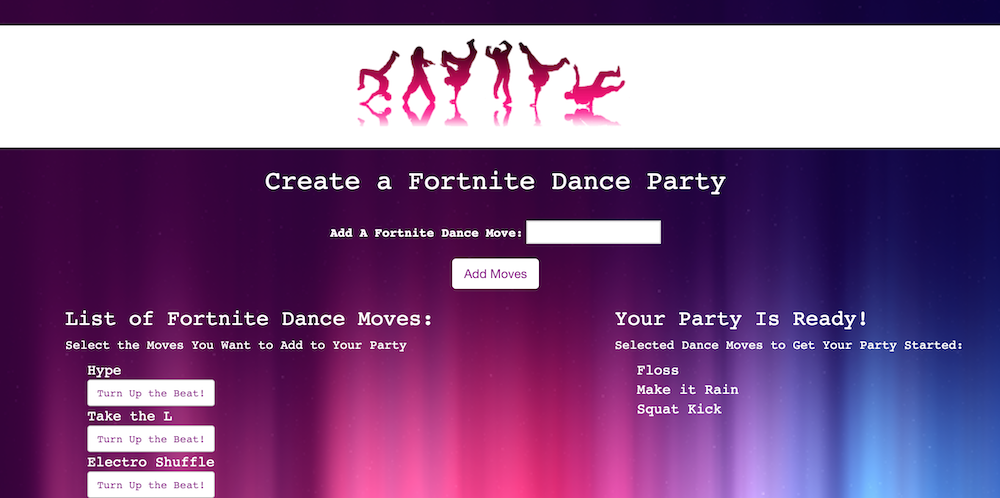 Create a Fortnite Dance Party
Add A Fortnite Dance Move:
Add Moves
List of Fortnite Dance Moves:
Select the Moves You Want to Add to Your Party
Hype
Turn Up the Beat!
Take the L
Turn Up the Beat!
Electro Shuffle
Turn Up the Beat!
Your Party Is Ready!
Selected Dance Moves to Get Your Party Started:
Floss
Make it Rain
Squat Kick